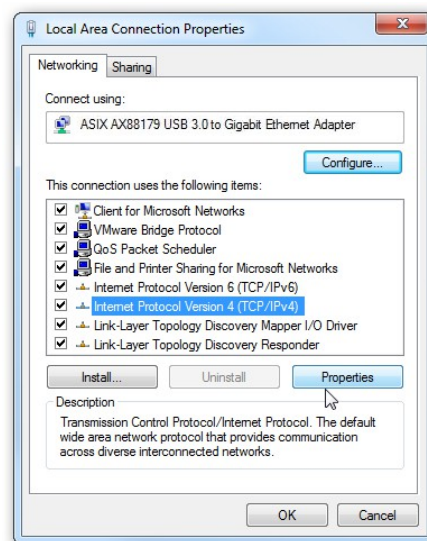 Local Area Connection Properties
Networking
Sharing
Connect using:
ASIX AX88179 USB 3.0 to Gigabit Ethernet Adapter
Configure...
This connection uses the following items:
Client for Microsoft Networks
VMware Bridge Protocol
QoS Packet Scheduler
File and Printer Sharing for Microsoft Networks
Internet Protocol Version 6 (TCP/IPv6)
Internet Protocol Version 4 (TCP/IPv4)
Link-Layer Topology Discovery Mapper I/O Driver
Link-Layer Topology Discovery Responder
Install...
Uninstall
Properties
Description
Transmission Control Protocol/Internet Protocol. The default
wide area network protocol that provides communication
across diverse interconnected networks.
OK
Cancel